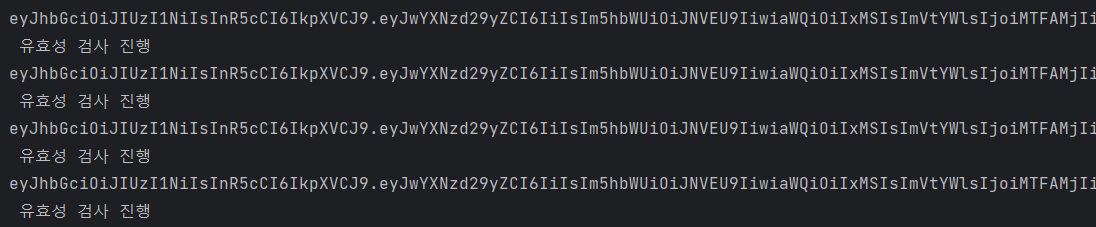 eyJhbGciOiJIUzI1NiIsInR5cCI6IkpXVCJ9.eyJwYXNzd29yZCI6IiIsIm5hbWUiOiJNVEU9IiwiaWQiOiIxMSIsImVtYWlsIjoiMTFAMjIi
유효성 검사 진행
eyJhbGciOiJIUzI1NiIsInR5cCI6IkpXVCJ9.eyJwYXNzd29yZCI6IiIsIm5hbWUiOiJNVEU9IiwiaWQiOiIxMSIsImVtYWlsIjoiMTFAMjIi
유효성 검사 진행
eyJhbGciOiJIUzI1NiIsInR5cCI6IkpXVCJ9.eyJwYXNzd29yZCI6IiIsIm5hbWUiOiJNVEU9IiwiaWQiOiIxMSIsImVtYWlsIjoiMTFAMjIi
유효성 검사 진행
eyJhbGciOiJIUzI1NiIsInR5cCI6IkpXVCJ9.eyJwYXNzd29yZCI6IiIsIm5hbWUiOiJNVEU9IiwiaWQiOiIxMSIsImVtYWlsIjoiMTFAMjIi
유효성 검사 진행